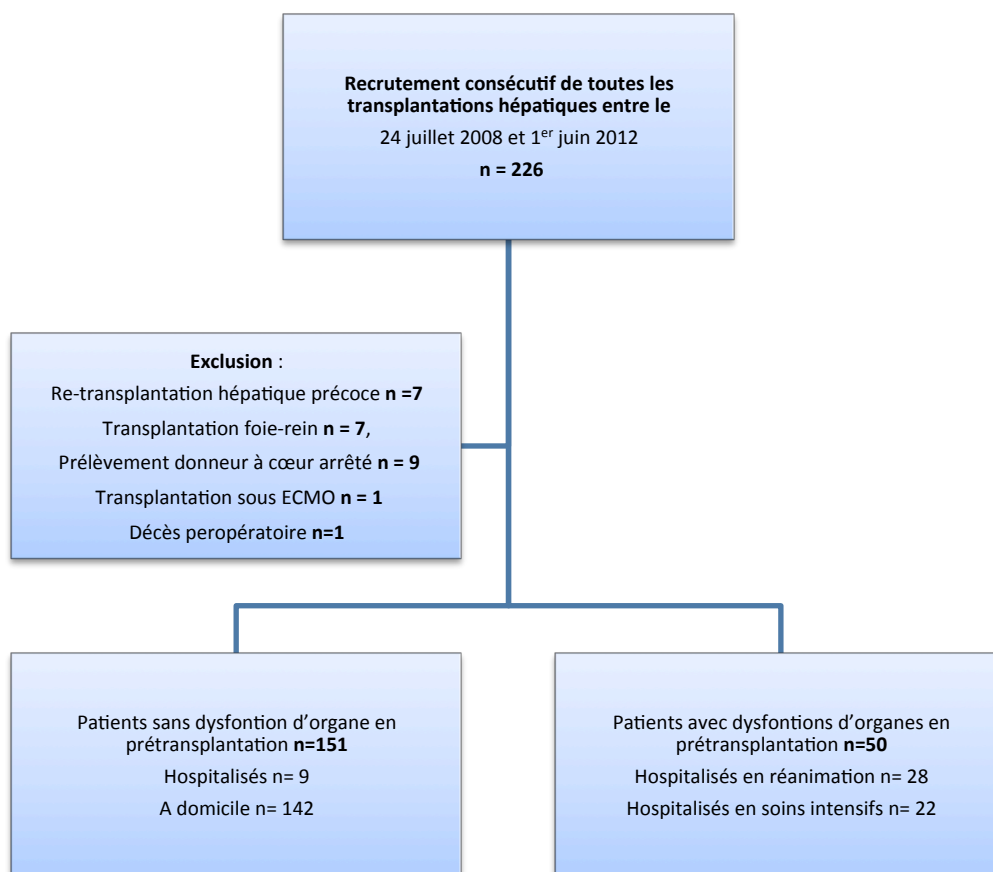 Recrutement consécutif de toutes les
transplantations hépatiques entre le
24 juillet 2008 et 1er juin 2012
n = 226
Exclusion :
Re-transplantation hépatique précoce n =7
Transplantation foie-rein n = 7,
Prélèvement donneur à cœur arrêté n = 9
Transplantation sous ECMO n = 1
Décès peropératoire n=1
Patients sans dysfontion d’organe en
prétransplantation n=151
Hospitalisés n= 9
A domicile n= 142
Patients avec dysfontions d’organes en
prétransplantation n=50
Hospitalisés en réanimation n= 28
Hospitalisés en soins intensifs n= 22